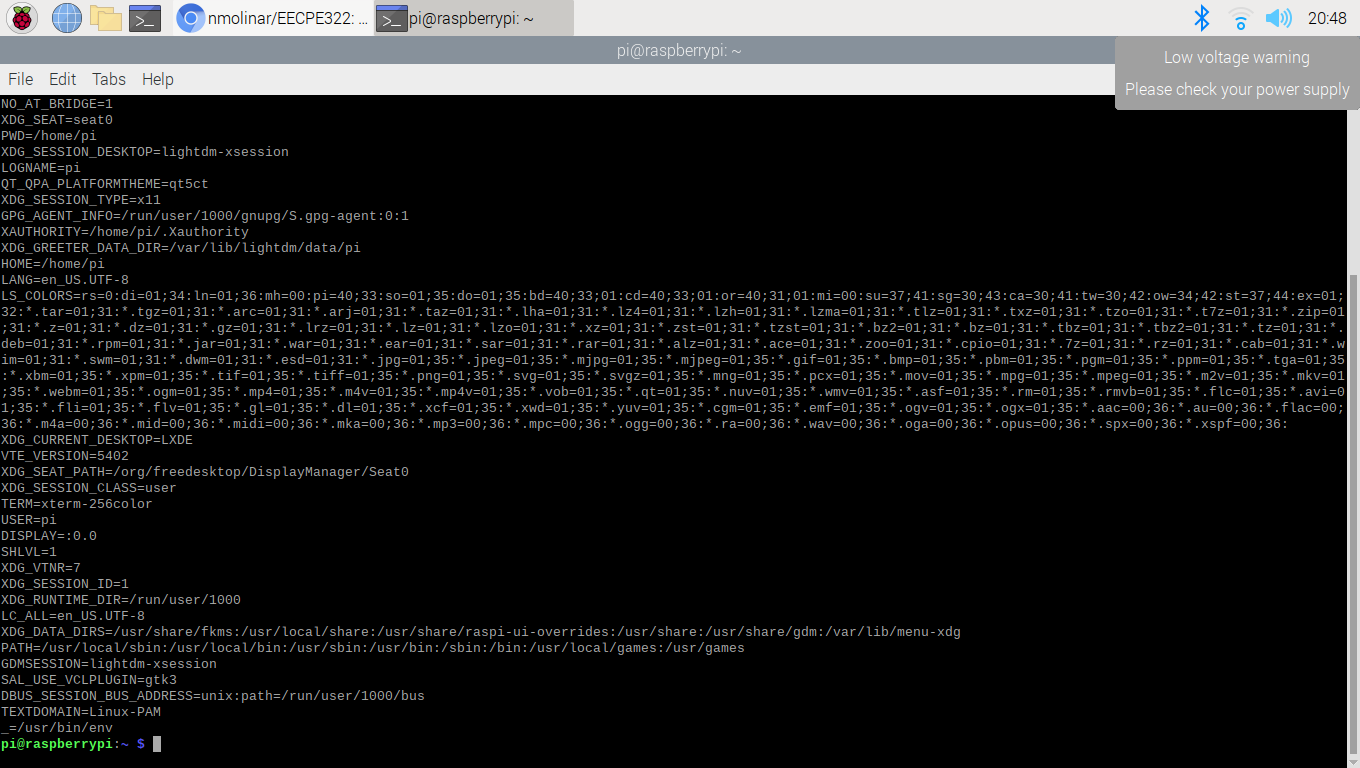 nmolinar/EECPE322: ...
pi@raspberrypi: ~
20:48
pi@raspberrypi: ~
Low voltage warning
Please check your power supply
File Edit Tabs Help
NO_AT_BRIDGE=1
XDG_SEAT=seat0
PWD=/home/pi
XDG_SESSION_DESKTOP=lightdm-xsession
LOGNAME=pi
QT_QPA_PLATFORMTHEME=qt5ct
XDG_SESSION_TYPE=x11
GPG_AGENT_INFO=/run/user/1000/gnupg/S.gpg-agent:0:1
XAUTHORITY=/home/pi/.Xauthority
XDG_GREETER_DATA_DIR=/var/lib/lightdm/data/pi
HOME=/home/pi
LANG=en_US.UTF-8
LS_COLORS=rs=0:di=01;34:ln=01;36:mh=00:pi=40;33:so=01;35:do=01;35:bd=40;33;01:cd=40;33;01:or=40;31;01:mi=00:su=37;41:sg=30;43:ca=30;41:tw=30;42:ow=34;42:st=37;44:ex=01;
32:*.tar=01;31:*.tgz=01;31:*.arc=01;31:*.arj=01;31:*.taz=01;31:*.lha=01;31:*.lz4=01;31:*.lzh=01;31:*.lzma=01;31:*.tlz=01;31:*.txz=01;31:*.tzo=01;31:*.t7z=01;31:*.zip=01
;31:*.z=01;31:*.dz=01;31:*.gz=01;31:*.lrz=01;31:*.lz=01;31:*.lzo=01;31:*.xz=01;31:*.zst=01;31:*.tzst=01;31:*.bz2=01;31:*.bz=01;31:*.tbz=01;31:*.tbz2=01;31:*.tz=01;31:*.
deb=01;31:*.rpm=01;31:*.jar=01;31:*.war=01;31:*.ear=01;31:*.sar=01;31:*.rar=01;31:*.alz=01;31:*.ace=01;31:*.zoo=01;31:*.cpio=01;31:*.7z=01;31:*.rz=01;31:*.cab=01;31:*.w
im=01;31:*.swm=01;31:*.dwm=01;31:*.esd=01;31:*.jpg=01;35:*.jpeg=01;35:*.mjpg=01;35:*.mjpeg=01;35:*.gif=01;35:*.bmp=01;35:*.pbm=01;35:*.pgm=01;35:*.ppm=01;35:*.tga=01;35
:*.xbm=01;35:*.xpm=01;35:*.tif=01;35:*.tiff=01;35:*.png=01;35:*.svg=01;35:*.svgz=01;35:*.mng=01;35:*.pcx=01;35:*.mov=01;35:*.mpg=01;35:*.mpeg=01;35:*.m2v=01;35:*.mkv=01
;35:*.webm=01;35:*.ogm=01;35:*.mp4=01;35:*.m4v=01;35:*.mp4v=01;35:*.vob=01;35:*.qt=01;35:*.nuv=01;35:*.wmv=01;35:*.asf=01;35:*.rm=01;35:*.rmvb=01;35:*.flc=01;35:*.avi=0
1;35:*.fli=01;35:*.flv=01;35:*.gl=01;35:*.dl=01;35:*.xcf=01;35:*.xwd=01;35:*.yuv=01;35:*.cgm=01;35:*.emf=01;35:*.ogv=01;35:*.ogx=01;35:*.aac=00;36:*.au=00;36:*.flac=00;
36:*.m4a=00;36:*.mid=00;36:*.midi=00;36:*.mka=00;36:*.mp3=00;36:*.mpc=00;36:*.ogg=00;36:*.ra=00;36:*.wav=00;36:*.oga=00;36:*.opus=00;36:*.spx=00;36:*.xspf=00;36:
XDG_CURRENT_DESKTOP=LXDE
VTE_VERSION=5402
XDG_SEAT_PATH=/org/freedesktop/DisplayManager/Seat0
XDG_SESSION_CLASS=user
TERM=xterm-256color
USER=pi
DISPLAY=:0.0
SHLVL=1
XDG_VTNR=7
XDG_SESSION_ID=1
XDG_RUNTIME_DIR=/run/user/1000
LC_ALL=en_US.UTF-8
XDG_DATA_DIRS=/usr/share/fkms:/usr/local/share:/usr/share/raspi-ui-overrides:/usr/share:/usr/share/gdm:/var/lib/menu-xdg
PATH=/usr/local/sbin:/usr/local/bin:/usr/sbin:/usr/bin:/sbin:/bin:/usr/local/games:/usr/games
GDMSESSION=lightdm-xsession
SAL_USE_VCLPLUGIN=gtk3
DBUS_SESSION_BUS_ADDRESS=unix:path=/run/user/1000/bus
TEXTDOMAIN=Linux-PAM
_=/usr/bin/env
pi@raspberrypi:~ $